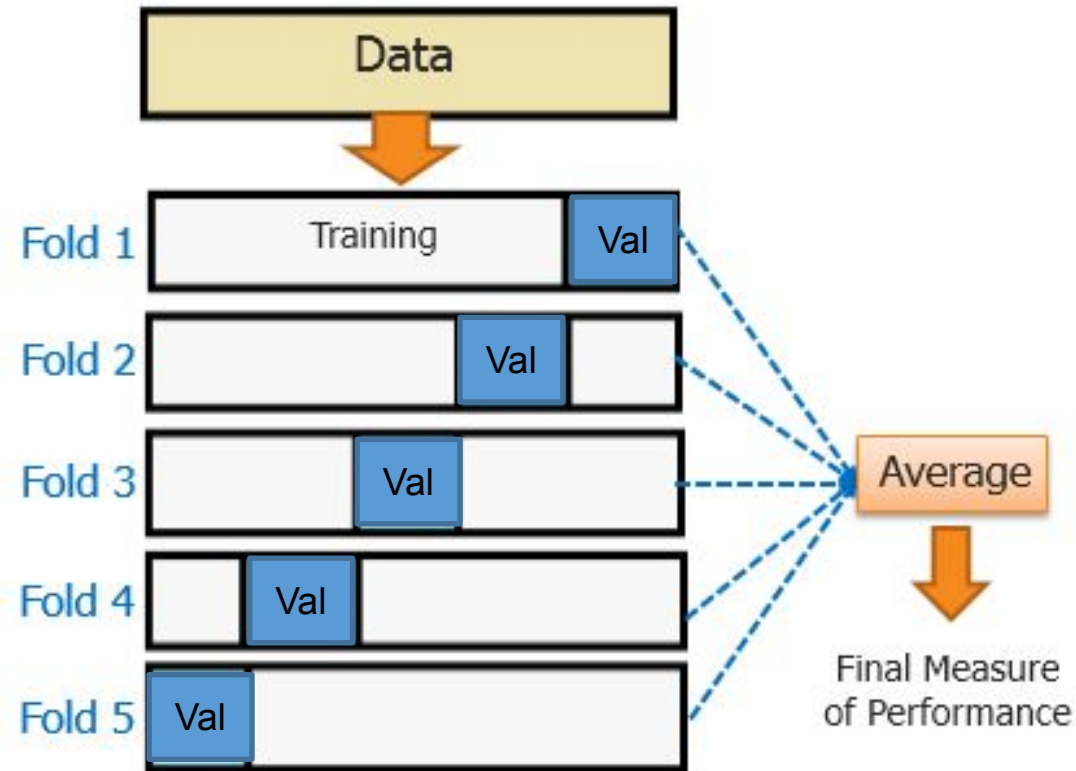 Data
Fold 1 Training Val
Fold 2 Val
Fold 3 Val
Average
Fold 4 Val
Final Measure
of Performance
Fold 5 Val